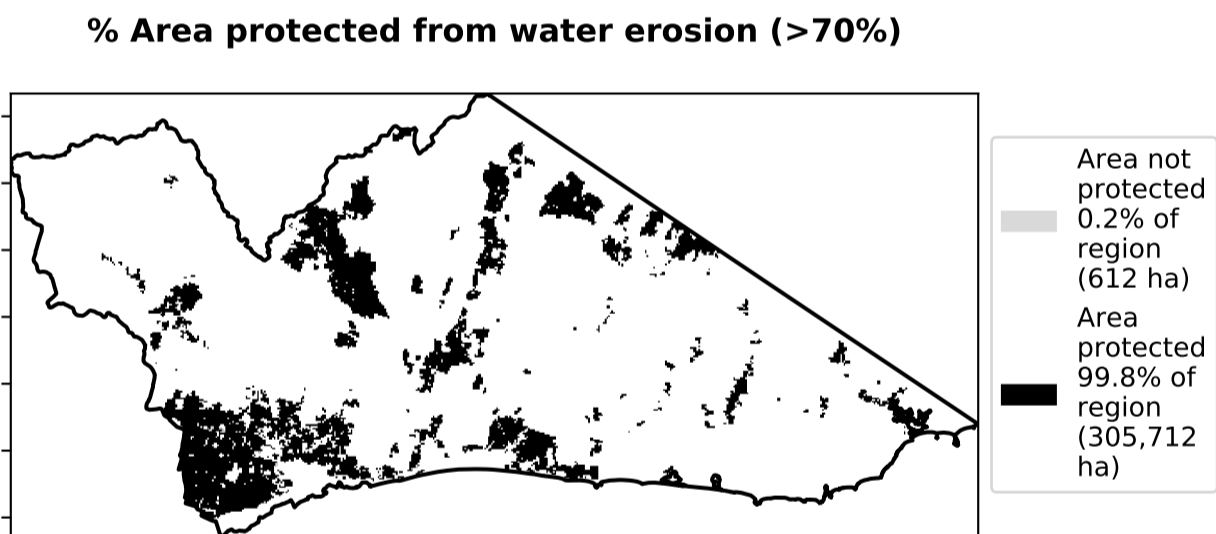 % Area protected from water erosion (>70%)
Area not
protected
0.2% of
region
(612 ha)
Area
protected
99.8% of
region
(305,712
ha)